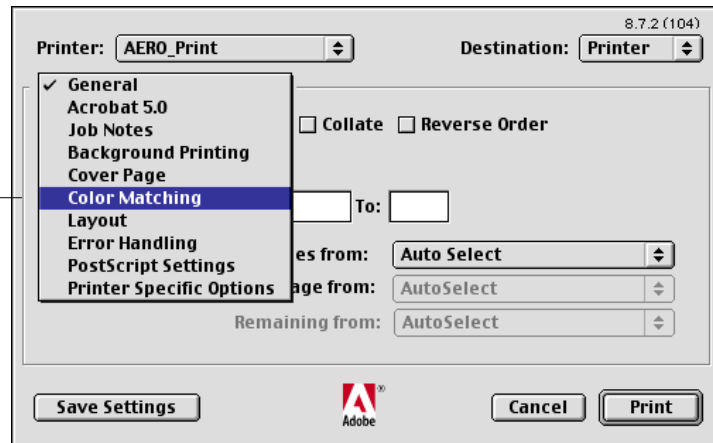 8.7.2 (104)
Printer: AERO_Print Destination: Printer
✓ General
Acrobat 5.0
Job Notes
Background Printing
Cover Page
Color Matching
Layout
Error Handling
PostScript Settings
Printer Specific Options
Collate Reverse Order
To:
es from: Auto Select
age from: AutoSelect
Remaining from: AutoSelect
Save Settings Adobe® Cancel Print